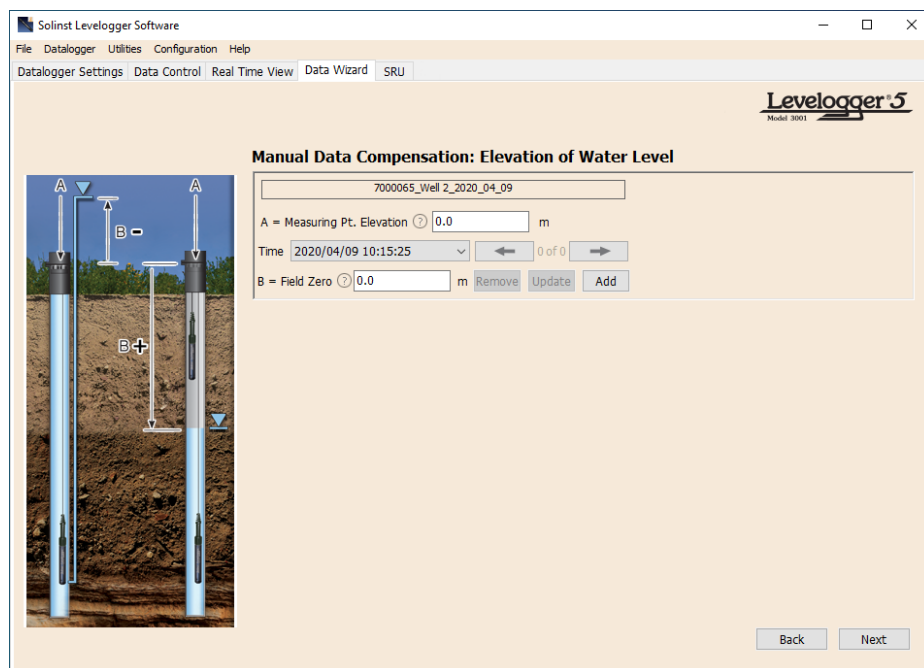 Solinst Levelogger Software
File Datalogger Utilities Configuration Help
Datalogger Settings Data Control Real Time View Data Wizard SRU
Levelogger® 5
Model 3001
Manual Data Compensation: Elevation of Water Level
7000065_Well 2_2020_04_09
A = Measuring Pt. Elevation ? 0.0 m
Time 2020/04/09 10:15:25 0 of 0
B = Field Zero ? 0.0 m Remove Update Add
A A
B -
B +
Back Next